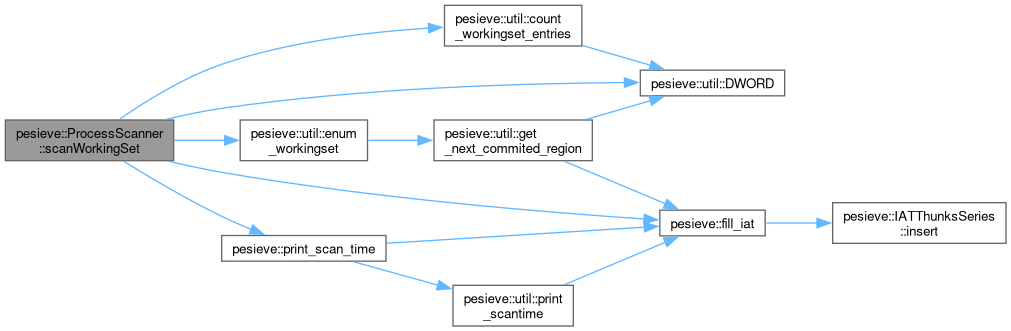 pesieve::ProcessScanner
::scanWorkingSet
pesieve::util::count
_workingset_entries
pesieve::util::DWORD
pesieve::util::enum
_workingset
pesieve::util::get
_next_commited_region
pesieve::fill_iat
pesieve::IATThunksSeries
::insert
pesieve::print_scan_time
pesieve::util::print
_scantime